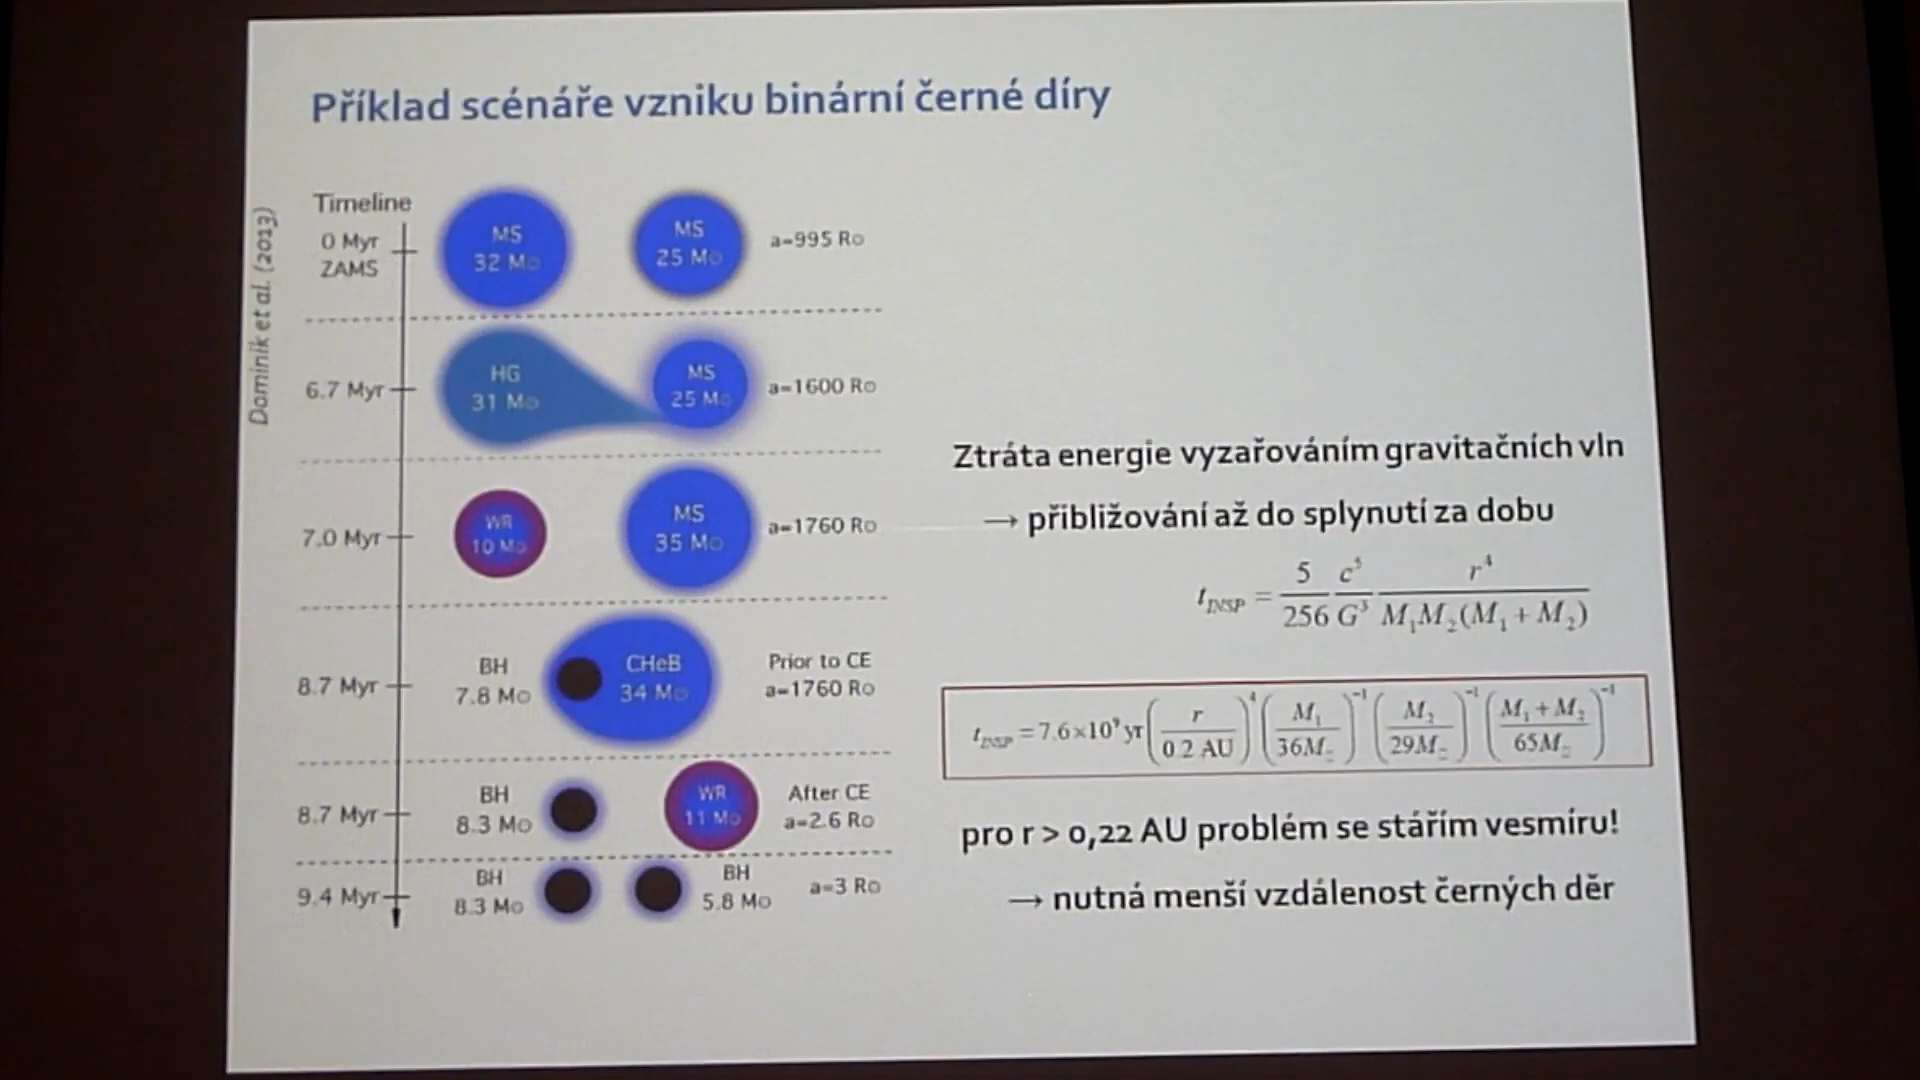 Příklad scénáře vzniku binární černé díry
Dominik et al. (2013)
Timeline
0 Myr
ZAMS
MS
32 M⊙
MS
25 M⊙
a=995 R⊙
6.7 Myr
HG
31 M⊙
MS
25 M⊙
a=1600 R⊙
7.0 Myr
WR
10 M⊙
MS
35 M⊙
a=1760 R⊙
8.7 Myr
BH
7.8 M⊙
CHeB
34 M⊙
Prior to CE
a=1760 R⊙
8.7 Myr
BH
8.3 M⊙
WR
11 M⊙
After CE
a=2.6 R⊙
9.4 Myr
BH
8.3 M⊙
BH
5.8 M⊙
a=3 R⊙
Ztráta energie vyzařováním gravitačních vln
→ přibližování až do splynutí za dobu
t_INSP = 5/256 c⁵/G³ r⁴/(M₁M₂(M₁ + M₂))
t_INSP = 7.6×10⁹ yr (r/0.2 AU)⁴ (M₁/36M⊙)⁻¹ (M₂/29M⊙)⁻¹ (M₁ + M₂/65M⊙)⁻¹
pro r > 0,22 AU problém se stářím vesmíru!
→ nutná menší vzdálenost černých děr